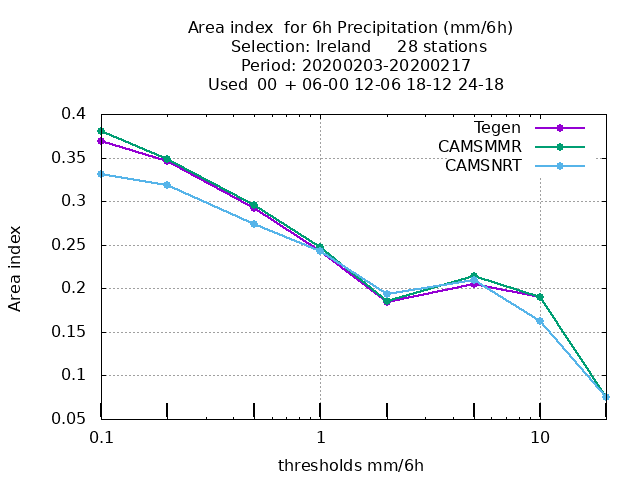 Area index  for 6h Precipitation (mm/6h)
Selection: Ireland     28 stations
Period: 20200203-20200217
Used  00 + 06-00 12-06 18-12 24-18
Tegen
CAMSMMR
CAMSNRT
0.4
0.35
0.3
0.25
0.2
0.15
0.1
0.05
Area index
0.1
1
10
thresholds mm/6h